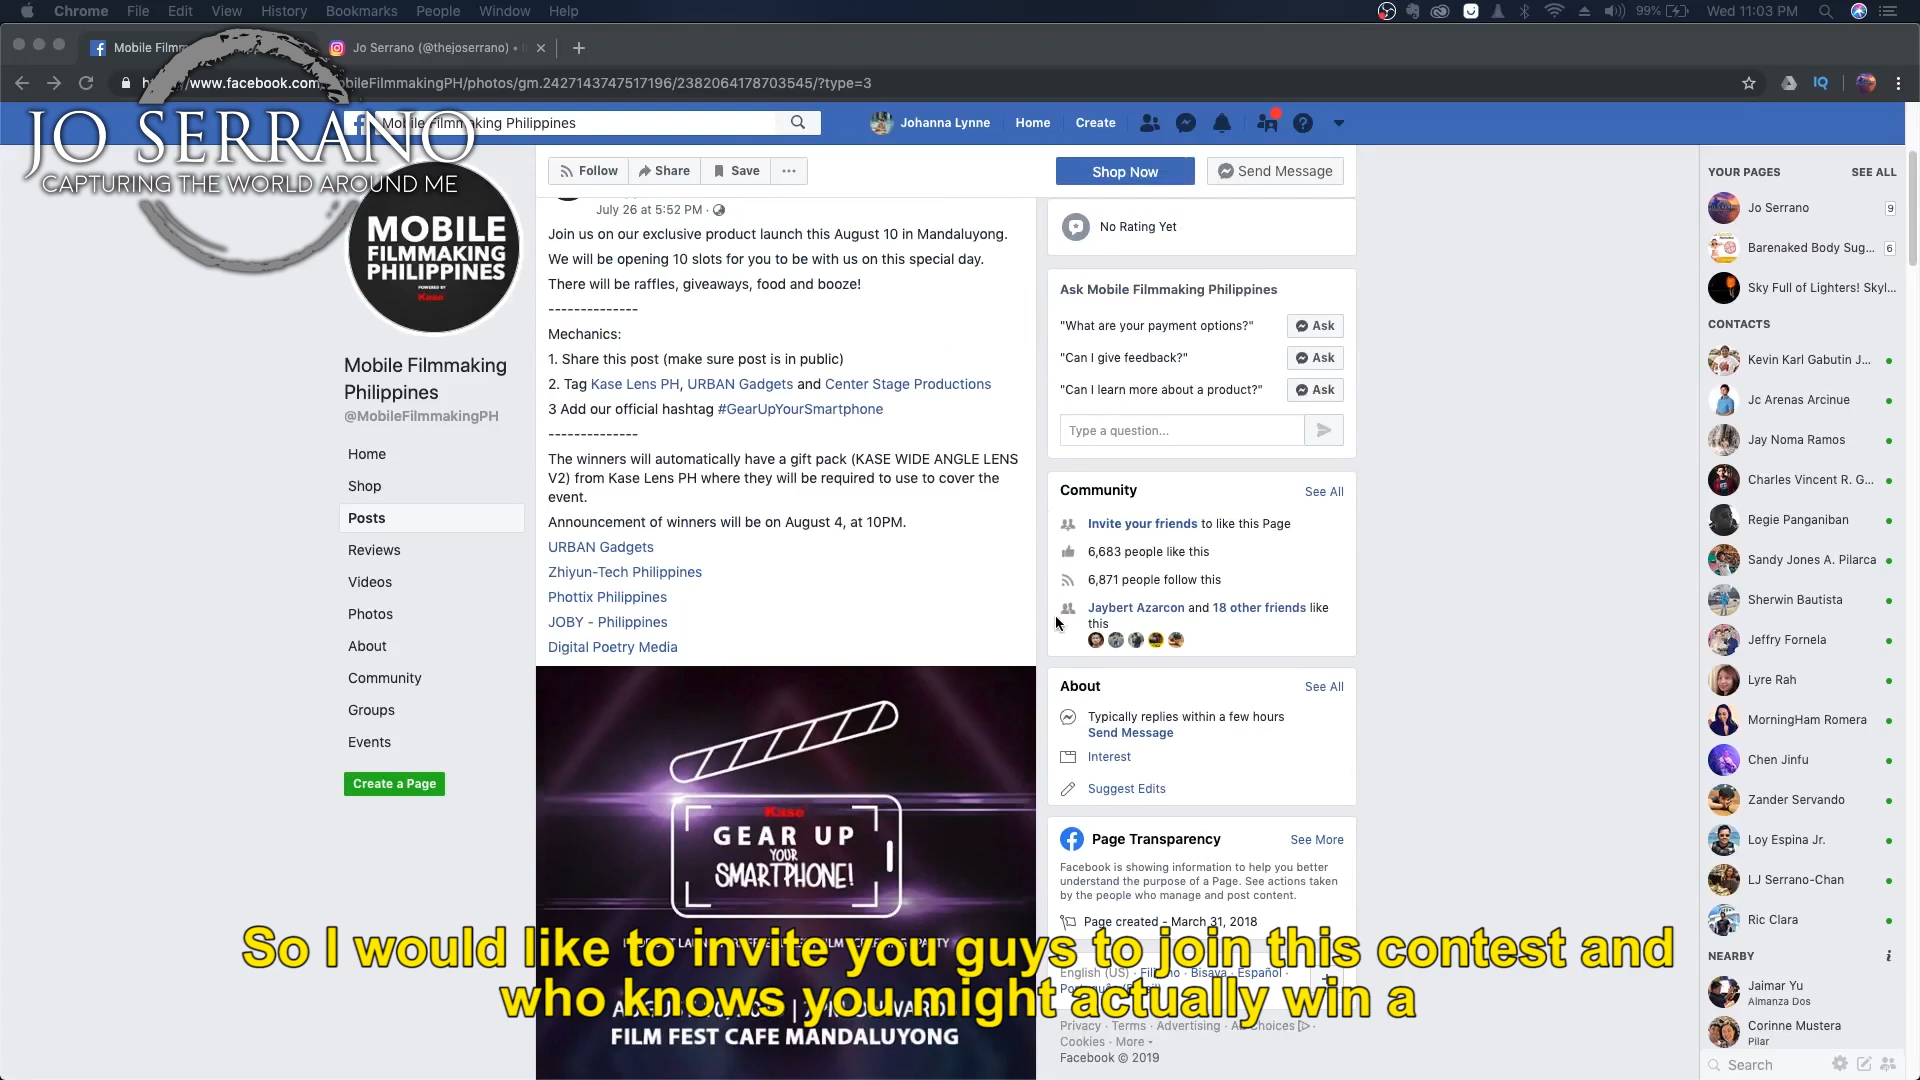 Chrome File Edit View History Bookmarks People Window Help
99% Wed 11:03 PM
Mobile Filmm
Jo Serrano (@thejoserrano) •
www.facebook.com
obileFilmmakingPH/photos/gm.2427143747517196/2382064178703545/?type=3
JO SERRANO
CAPTURING THE WORLD AROUND ME
Mobile Filmmaking Philippines
Johanna Lynne Home Create
MOBILE
FILMMAKING
PHILIPPINES
POWERED BY
Kase
Mobile Filmmaking
Philippines
@MobileFilmmakingPH
Home
Shop
Posts
Reviews
Videos
Photos
About
Community
Groups
Events
Create a Page
Follow Share Save ...
Shop Now Send Message
July 26 at 5:52 PM ·
Join us on our exclusive product launch this August 10 in Mandaluyong.
We will be opening 10 slots for you to be with us on this special day.
There will be raffles, giveaways, food and booze!
--------------
Mechanics:
1. Share this post (make sure post is in public)
2. Tag Kase Lens PH, URBAN Gadgets and Center Stage Productions
3 Add our official hashtag #GearUpYourSmartphone
--------------
The winners will automatically have a gift pack (KASE WIDE ANGLE LENS
V2) from Kase Lens PH where they will be required to use to cover the
event.
Announcement of winners will be on August 4, at 10PM.
URBAN Gadgets
Zhiyun-Tech Philippines
Phottix Philippines
JOBY - Philippines
Digital Poetry Media
Kase
GEAR UP
YOUR
SMARTPHONE!
FILM FEST CAFE MANDALUYONG
No Rating Yet
Ask Mobile Filmmaking Philippines
"What are your payment options?" Ask
"Can I give feedback?" Ask
"Can I learn more about a product?" Ask
Type a question...
Community See All
Invite your friends to like this Page
6,683 people like this
6,871 people follow this
Jaybert Azarcon and 18 other friends like
this
About See All
Typically replies within a few hours
Send Message
Interest
Suggest Edits
Page Transparency See More
Facebook is showing information to help you better
understand the purpose of a Page. See actions taken
by the people who manage and post content.
Page created - March 31, 2018
English (US) · Bisaya · Español ·
Privacy · Terms · Advertising · Ad Choices ·
Cookies · More
Facebook © 2019
YOUR PAGES SEE ALL
Jo Serrano 9
Barenaked Body Sug... 6
Sky Full of Lighters! Skyl...
CONTACTS
Kevin Karl Gabutin J...
Jc Arenas Arcinue
Jay Noma Ramos
Charles Vincent R. G...
Regie Panganiban
Sandy Jones A. Pilarca
Sherwin Bautista
Jeffry Fornela
Lyre Rah
MorningHam Romera
Chen Jinfu
Zander Servando
Loy Espina Jr.
LJ Serrano-Chan
Ric Clara
NEARBY
Jaimar Yu
Almanza Dos
Corinne Mustera
Pilar
Search
So I would like to invite you guys to join this contest and
who knows you might actually win a